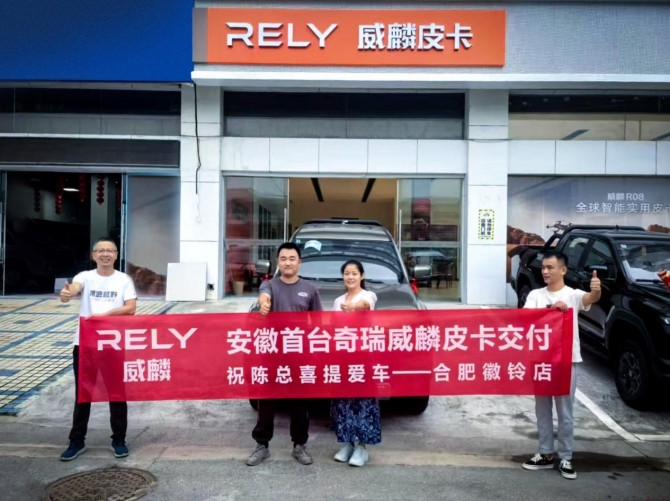 RELY 威麟皮卡
威麟R08
全球智能实用皮卡
RELY
威麟
安徽首台奇瑞威麟皮卡交付
祝陈总喜提爱车——合肥徽铃店